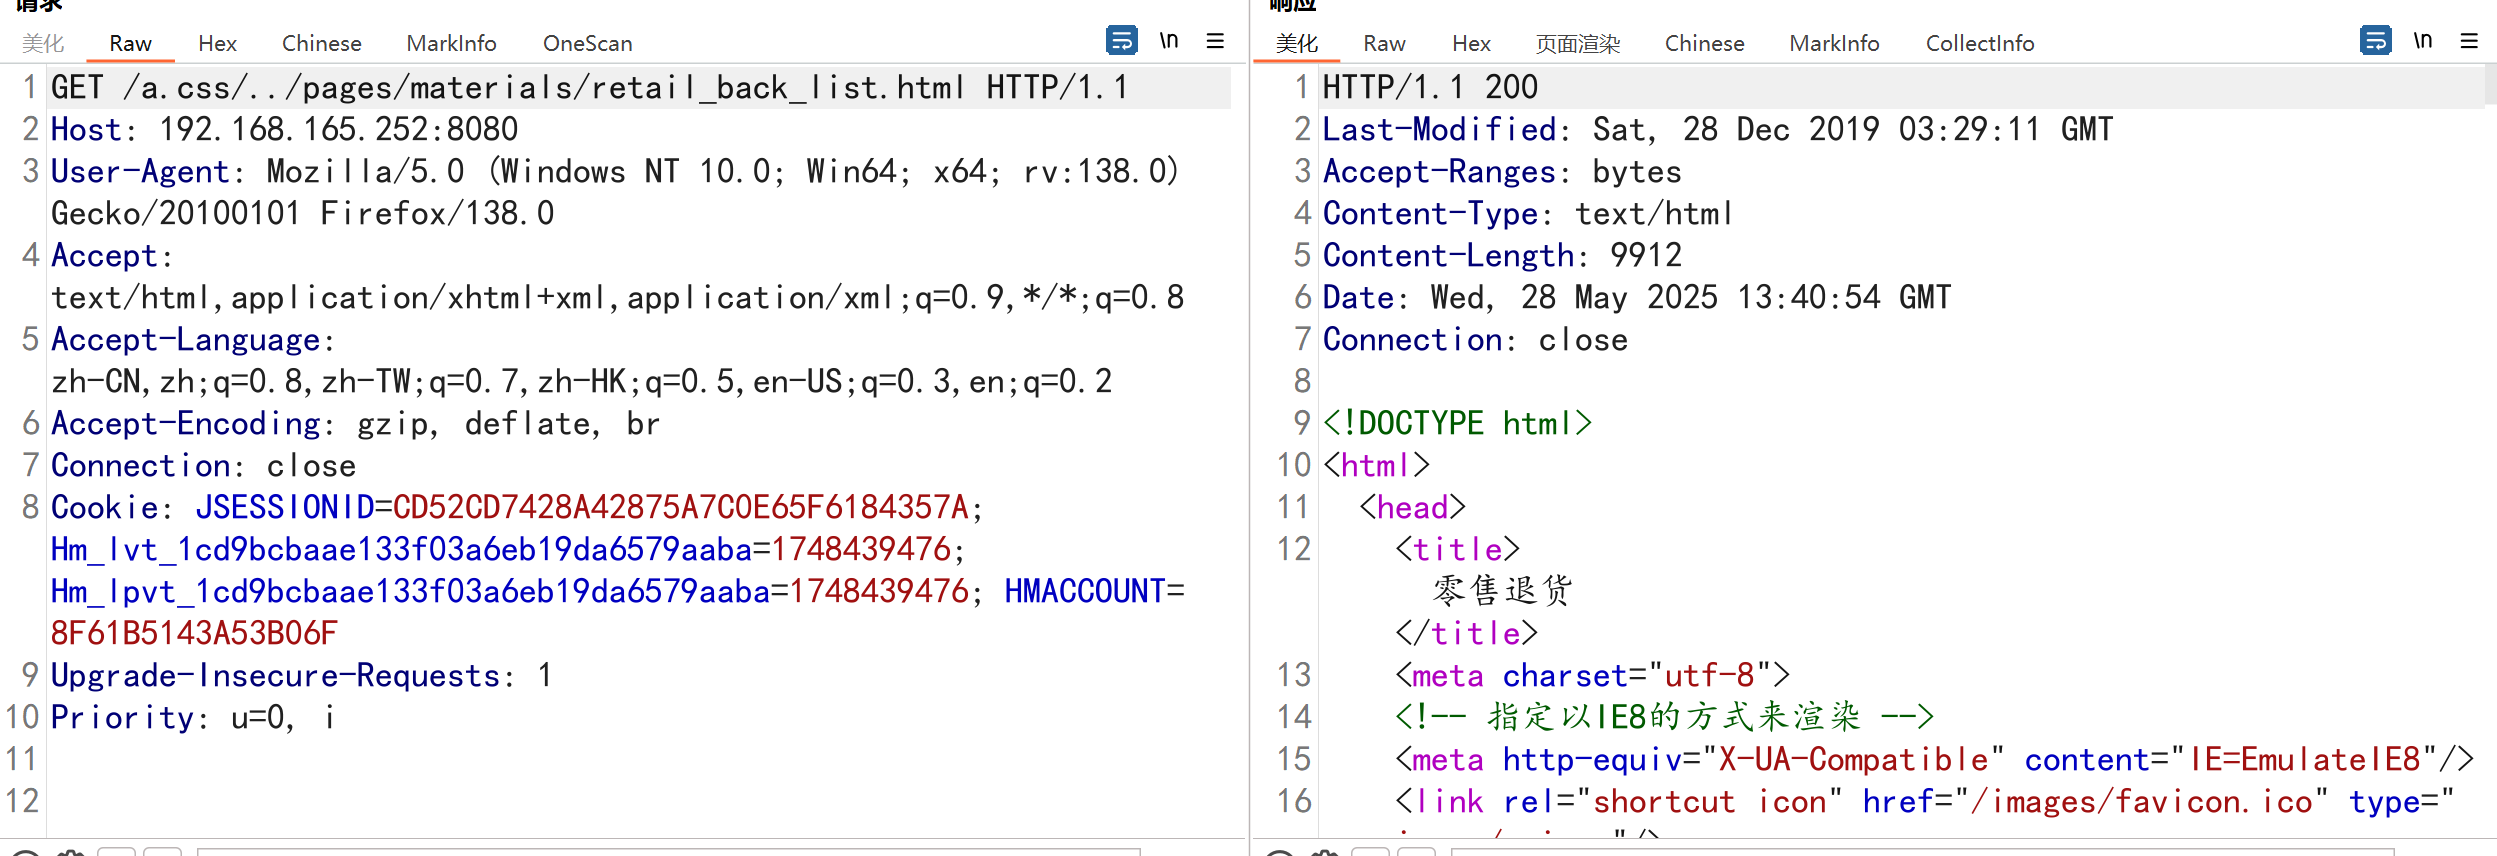 请求
美化 Raw Hex Chinese MarkInfo OneScan \n
1 GET /a.css/../pages/materials/retail_back_list.html HTTP/1.1
2 Host: 192.168.165.252:8080
3 User-Agent: Mozilla/5.0 (Windows NT 10.0; Win64; x64; rv:138.0)
Gecko/20100101 Firefox/138.0
4 Accept:
text/html,application/xhtml+xml,application/xml;q=0.9,*/*;q=0.8
5 Accept-Language:
zh-CN,zh;q=0.8,zh-TW;q=0.7,zh-HK;q=0.5,en-US;q=0.3,en;q=0.2
6 Accept-Encoding: gzip, deflate, br
7 Connection: close
8 Cookie: JSESSIONID=CD52CD7428A42875A7C0E65F6184357A;
Hm_lvt_1cd9bcbaae133f03a6eb19da6579aaba=1748439476;
Hm_lpvt_1cd9bcbaae133f03a6eb19da6579aaba=1748439476; HMACCOUNT=
8F61B5143A53B06F
9 Upgrade-Insecure-Requests: 1
10 Priority: u=0, i
11
12
响应
美化 Raw Hex 页面渲染 Chinese MarkInfo CollectInfo \n
1 HTTP/1.1 200
2 Last-Modified: Sat, 28 Dec 2019 03:29:11 GMT
3 Accept-Ranges: bytes
4 Content-Type: text/html
5 Content-Length: 9912
6 Date: Wed, 28 May 2025 13:40:54 GMT
7 Connection: close
8
9 <!DOCTYPE html>
10 <html>
11 <head>
12 <title>
零售退货
</title>
13 <meta charset="utf-8">
14 <!-- 指定以IE8的方式来渲染 -->
15 <meta http-equiv="X-UA-Compatible" content="IE=EmulateIE8"/>
16 <link rel="shortcut icon" href="/images/favicon.ico" type="